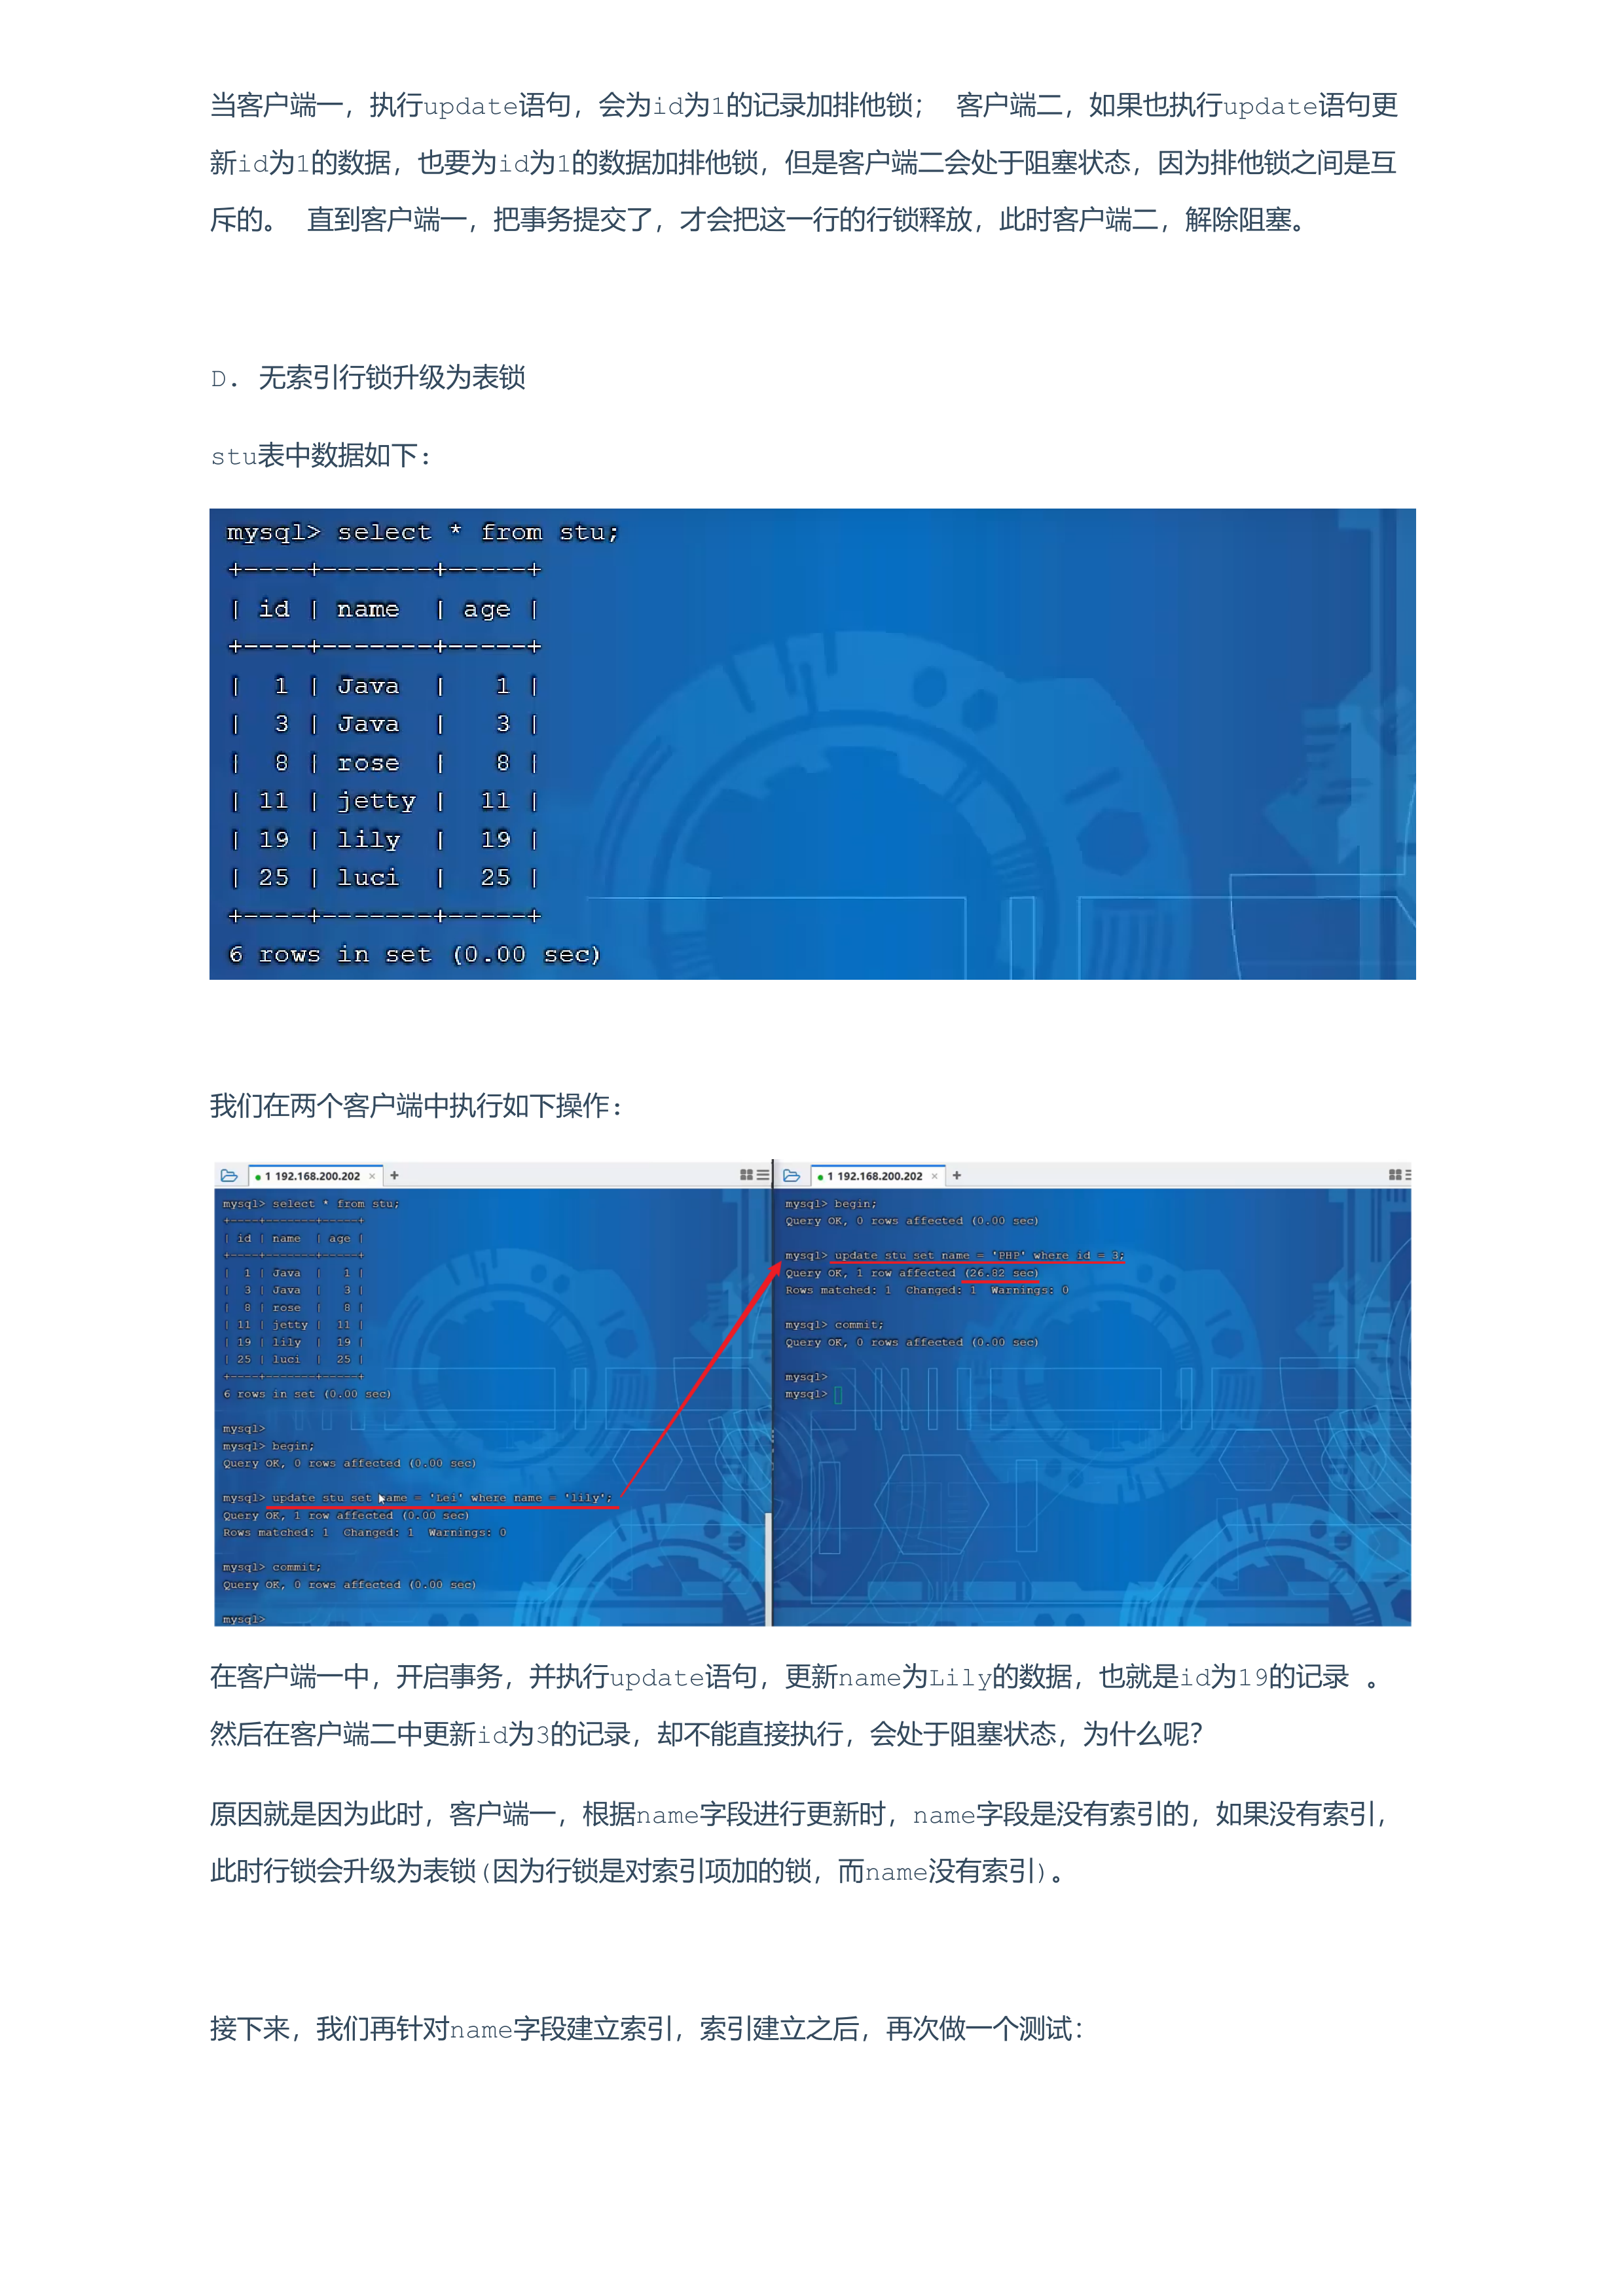 当客户端一，执行update语句，会为id为1的记录加排他锁； 客户端二，如果也执行update语句更
新id为1的数据，也要为id为1的数据加排他锁，但是客户端二会处于阻塞状态，因为排他锁之间是互
斥的。 直到客户端一，把事务提交了，才会把这一行的行锁释放，此时客户端二，解除阻塞。
D. 无索引行锁升级为表锁
stu表中数据如下:
mysql> select * from stu;
+----+-------+-----+
| id | name  | age |
+----+-------+-----+
|  1 | Java  |   1 |
|  3 | Java  |   3 |
|  8 | rose  |   8 |
| 11 | jetty |  11 |
| 19 | lily  |  19 |
| 25 | luci  |  25 |
+----+-------+-----+
6 rows in set (0.00 sec)
我们在两个客户端中执行如下操作:
1 192.168.200.202 × +
mysql> select * from stu;
+----+-------+-----+
| id | name  | age |
+----+-------+-----+
|  1 | Java  |   1 |
|  3 | Java  |   3 |
|  8 | rose  |   8 |
| 11 | jetty |  11 |
| 19 | lily  |  19 |
| 25 | luci  |  25 |
+----+-------+-----+
6 rows in set (0.00 sec)
mysql>
mysql> begin;
Query OK, 0 rows affected (0.00 sec)
mysql> update stu set name = 'Lei' where name = 'lily';
Query OK, 1 row affected (0.00 sec)
Rows matched: 1  Changed: 1  Warnings: 0
mysql> commit;
Query OK, 0 rows affected (0.00 sec)
mysql>
1 192.168.200.202 × +
mysql> begin;
Query OK, 0 rows affected (0.00 sec)
mysql> update stu set name = 'PHP' where id = 3;
Query OK, 1 row affected (26.82 sec)
Rows matched: 1  Changed: 1  Warnings: 0
mysql> commit;
Query OK, 0 rows affected (0.00 sec)
mysql>
mysql>
在客户端一中，开启事务，并执行update语句，更新name为Lily的数据，也就是id为19的记录 。
然后在客户端二中更新id为3的记录，却不能直接执行，会处于阻塞状态，为什么呢？
原因就是因为此时，客户端一，根据name字段进行更新时，name字段是没有索引的，如果没有索引，
此时行锁会升级为表锁(因为行锁是对索引项加的锁，而name没有索引)。
接下来，我们再针对name字段建立索引，索引建立之后，再次做一个测试：